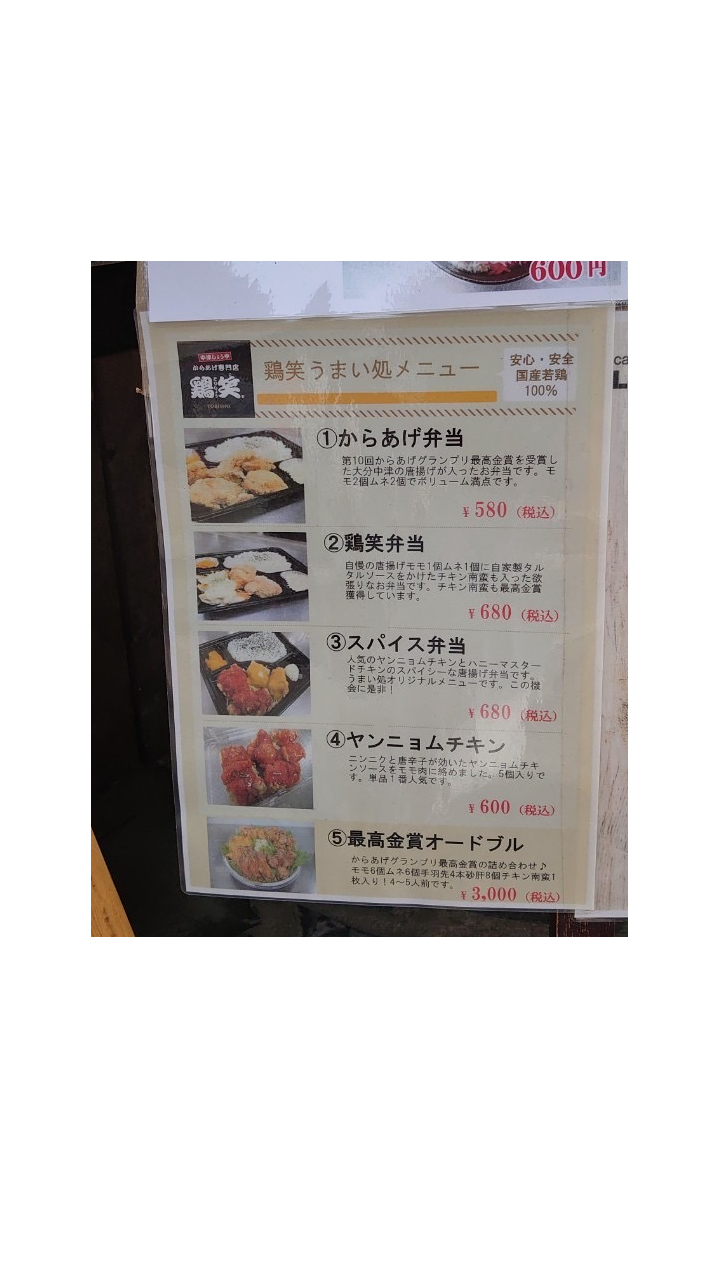 600円
中津しょうゆ
からあげ専門店
鶏笑
TORISHO
鶏笑うまい処メニュー
安心・安全
国産若鶏
100%
①からあげ弁当
第10回からあげグランプリ最高金賞を受賞し
た大分中津の唐揚げが入ったお弁当です。モ
モ2個ムネ2個でボリューム満点です。
¥ 580（税込）
②鶏笑弁当
自慢の唐揚げモモ1個ムネ1個に自家製タル
タルソースをかけたチキン南蛮も入った欲
張りなお弁当です。チキン南蛮も最高金賞
獲得しています。
¥ 680（税込）
③スパイス弁当
人気のヤンニョムチキンとハニーマスター
ドチキンのスパイシーな唐揚げ弁当です。
うまい処オリジナルメニューです。この機
会に是非！
¥ 680（税込）
④ヤンニョムチキン
ニンニクと唐辛子が効いたヤンニョムチキ
ンソースをモモ肉に絡めました。5個入りで
す。単品1番人気です。
¥ 600（税込）
⑤最高金賞オードブル
からあげグランプリ最高金賞の詰め合わせ♪
モモ6個ムネ6個手羽先4本砂肝8個チキン南蛮1
枚入り！4～5人前です。
¥ 3,000（税込）